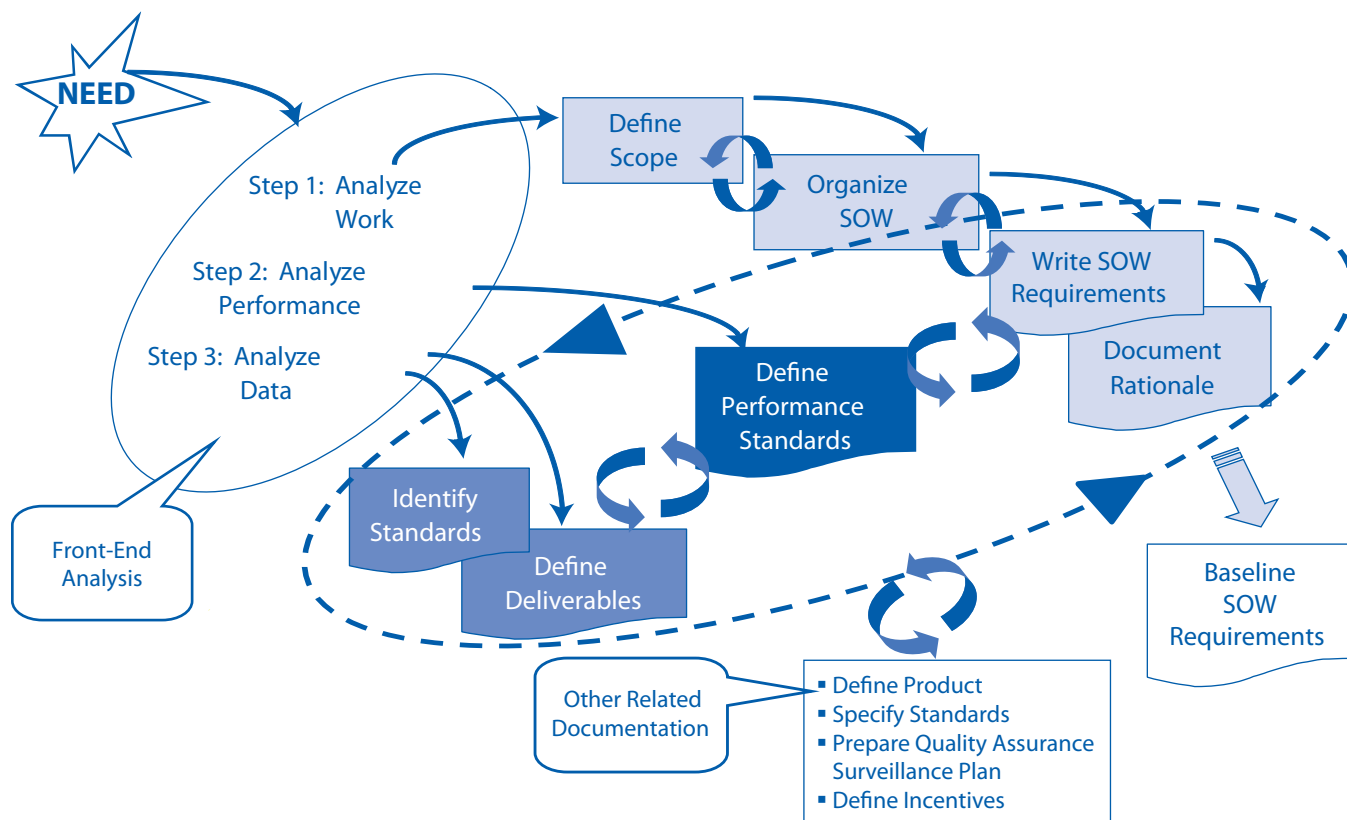 NEED
Step 1: Analyze
Work
Step 2: Analyze
Performance
Step 3: Analyze
Data
Front-End
Analysis
Define
Scope
Organize
SOW
Write SOW
Requirements
Document
Rationale
Define
Performance
Standards
Identify
Standards
Define
Deliverables
Baseline
SOW
Requirements
Other Related
Documentation
▪ Define Product
▪ Specify Standards
▪ Prepare Quality Assurance
Surveillance Plan
▪ Define Incentives